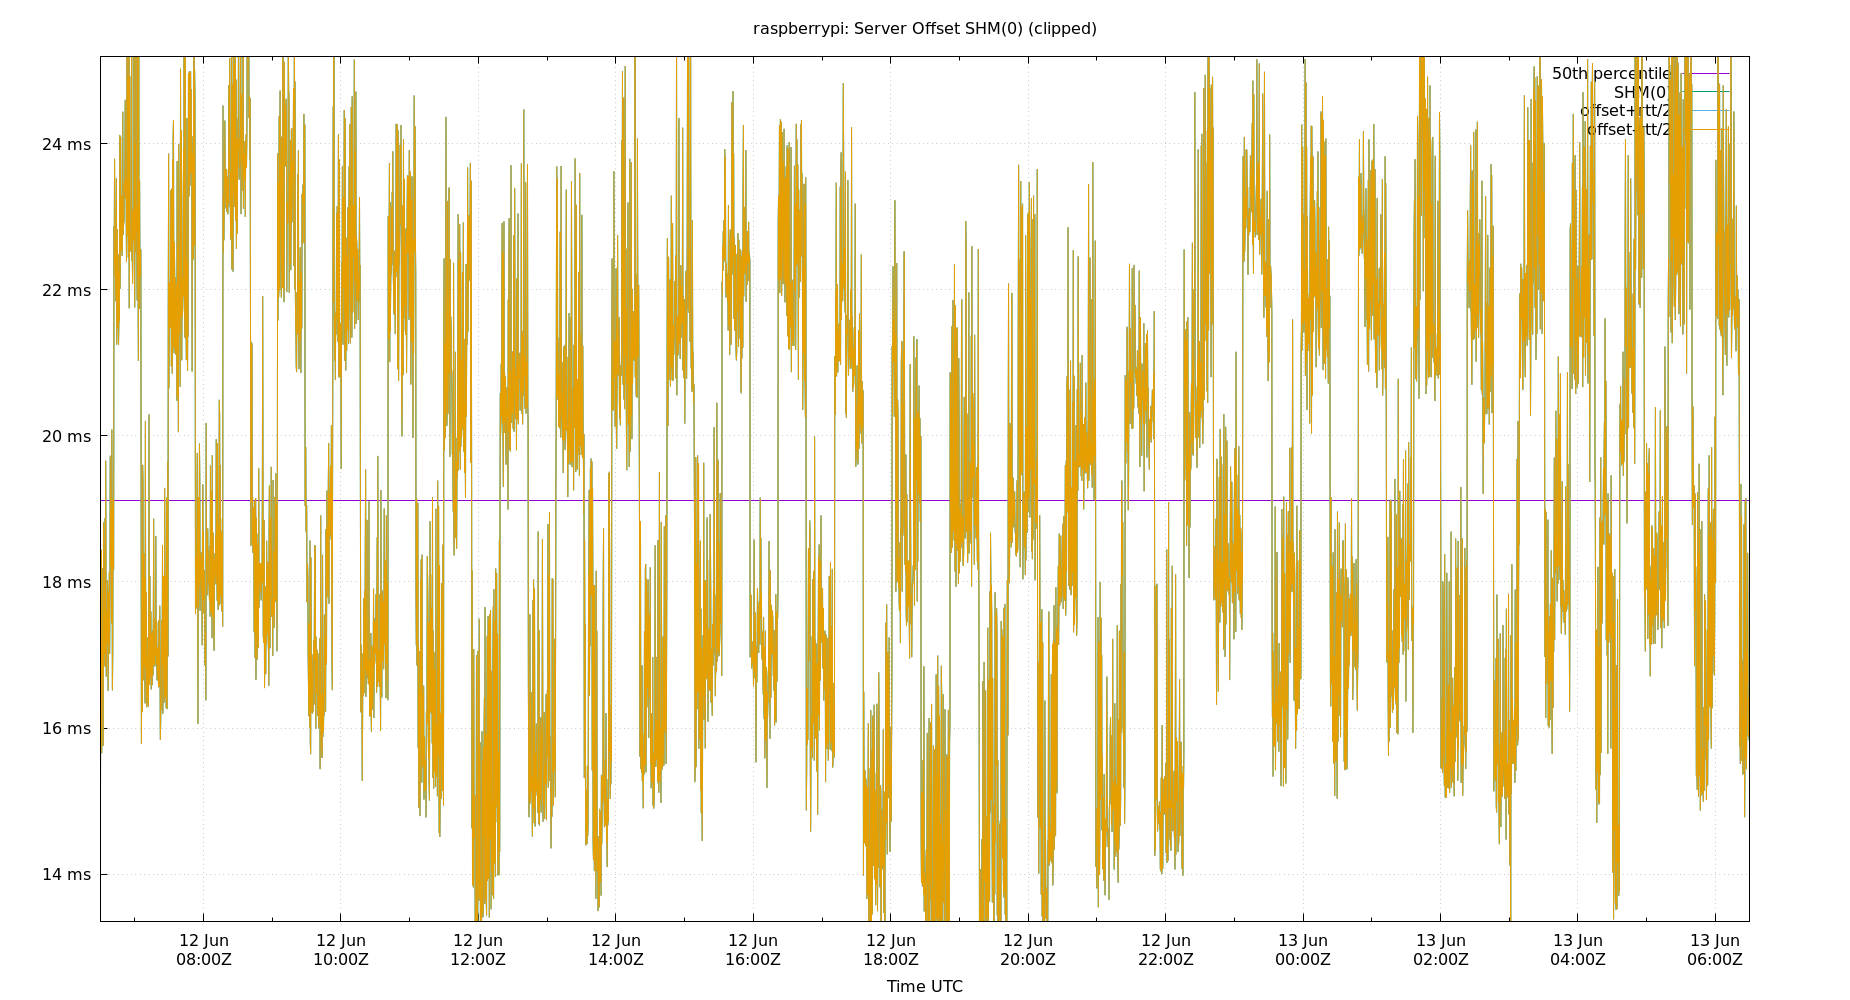 raspberrypi: Server Offset SHM(0) (clipped)
50th percentile
SHM(0)
offset+rtt/2
offset-rtt/2
24 ms
22 ms
20 ms
18 ms
16 ms
14 ms
12 Jun 12 Jun 12 Jun 12 Jun 12 Jun 12 Jun 12 Jun 12 Jun 13 Jun 13 Jun 13 Jun 13 Jun
08:00Z 10:00Z 12:00Z 14:00Z 16:00Z 18:00Z 20:00Z 22:00Z 00:00Z 02:00Z 04:00Z 06:00Z
Time UTC